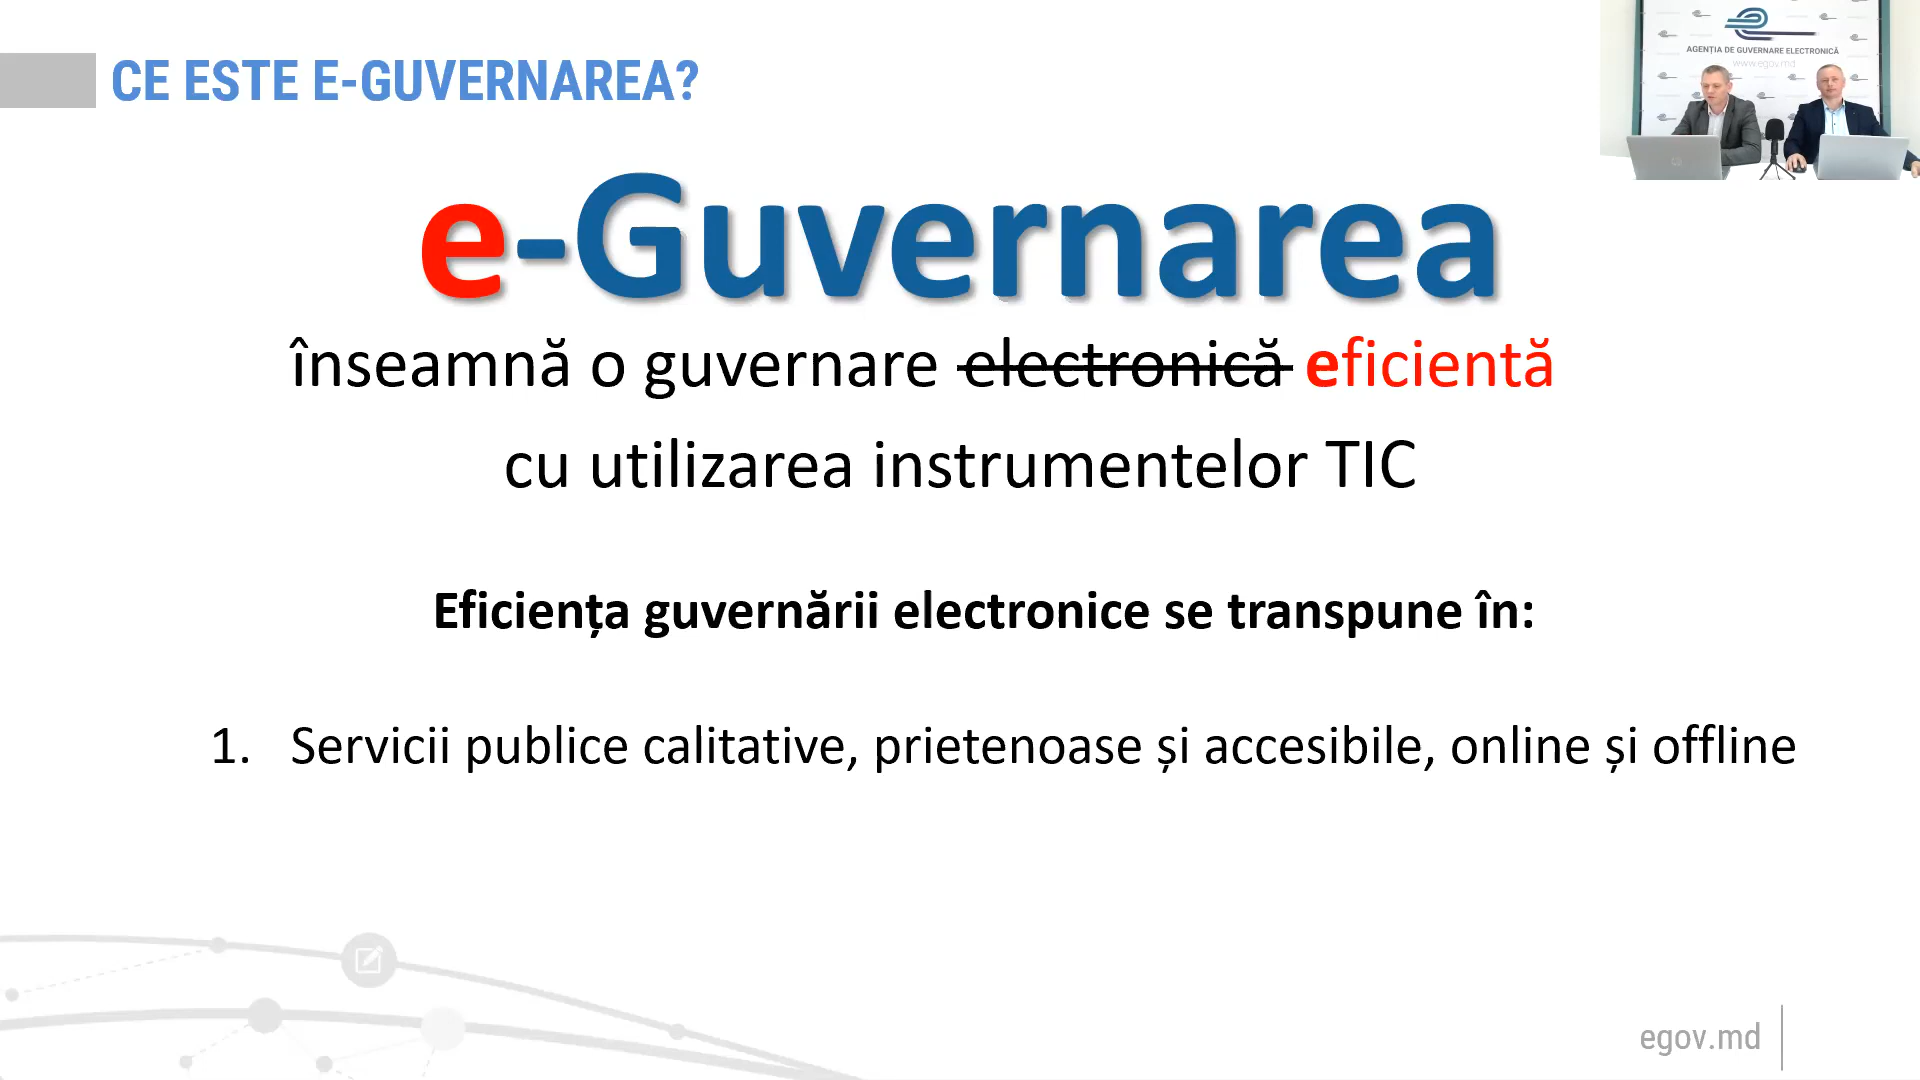 CE ESTE E-GUVERNAREA?
AGENȚIA DE GUVERNARE ELECTRONICĂ
www.egov.md
e-Guvernarea
înseamnă o guvernare electronică eficientă
cu utilizarea instrumentelor TIC
Eficiența guvernării electronice se transpune în:
1. Servicii publice calitative, prietenoase și accesibile, online și offline
egov.md